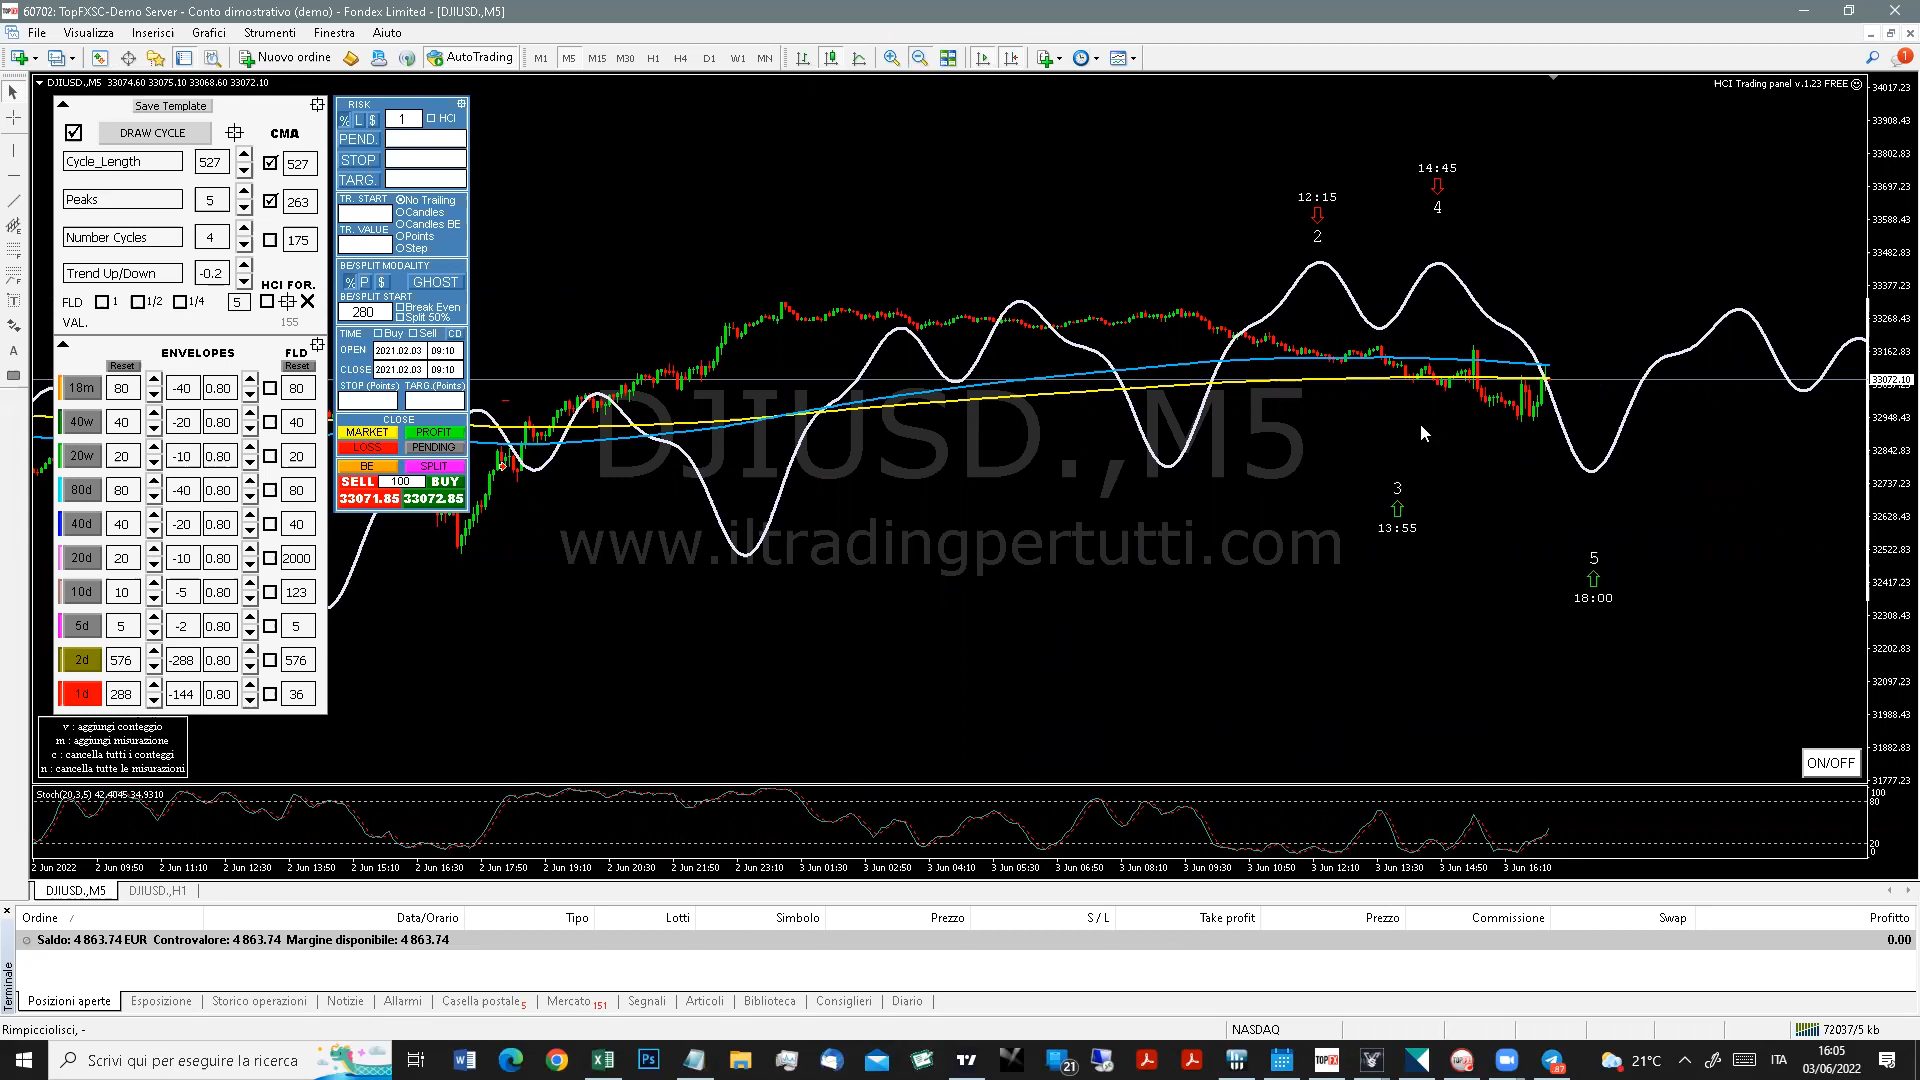 60702: TopFXSC-Demo Server - Conto dimostrativo (demo) - Fondex Limited - [DJIUSD.,M5]
File Visualizza Inserisci Grafici Strumenti Finestra Aiuto
Nuovo ordine AutoTrading M1 M5 M15 M30 H1 H4 D1 W1 MN 1
DJIUSD.,M5 33074.60 33075.10 33068.60 33072.10
HCI Trading panel v.1.23 FREE
Save Template
DRAW CYCLE CMA
Cycle_Length 527 527
Peaks 5 263
Number Cycles 4 175
Trend Up/Down -0.2
HCI FOR.
FLD 1 1/2 1/4 5
VAL. 155
ENVELOPES FLD
Reset Reset
18m 80 -40 0.80 80
40w 40 -20 0.80 40
20w 20 -10 0.80 20
80d 80 -40 0.80 80
40d 40 -20 0.80 40
20d 20 -10 0.80 2000
10d 10 -5 0.80 123
5d 5 -2 0.80 5
2d 576 -288 0.80 576
1d 288 -144 0.80 36
v : aggiungi conteggio
m : aggiungi misurazione
c : cancella tutti i conteggi
n : cancella tutte le misurazioni
RISK
% L $ 1 HCI
PEND.
STOP
TARG.
TR. START No Trailing
Candles
TR. VALUE Candles BE
Points
Step
BE/SPLIT MODALITY
% P $ GHOST
BE/SPLIT START
280 Break Even
Split 50%
TIME Buy Sell CD
OPEN 2021.02.03 09:10
CLOSE 2021.02.03 09:10
STOP (Points) TARG.(Points)
CLOSE
MARKET PROFIT
LOSS PENDING
BE SPLIT
SELL 100 BUY
33071.85 33072.85
12:15
2
14:45
4
3
13:55
5
18:00
DJIUSD.,M5
www.iltradingpertutti.com
34017.23
33908.43
33802.83
33697.23
33588.43
33482.83
33377.23
33268.43
33162.83
33072.10
32948.43
32842.83
32737.23
32628.43
32522.83
32417.23
32308.43
32202.83
32097.23
31988.43
31882.83
31777.23
ON/OFF
Stoch(20,3,5) 42.4045 34.9310
100
80
20
0
2 Jun 2022 2 Jun 09:50 2 Jun 11:10 2 Jun 12:30 2 Jun 13:50 2 Jun 15:10 2 Jun 16:30 2 Jun 17:50 2 Jun 19:10 2 Jun 20:30 2 Jun 21:50 2 Jun 23:10 3 Jun 01:30 3 Jun 02:50 3 Jun 04:10 3 Jun 05:30 3 Jun 06:50 3 Jun 08:10 3 Jun 09:30 3 Jun 10:50 3 Jun 12:10 3 Jun 13:30 3 Jun 14:50 3 Jun 16:10
DJIUSD.,M5 DJIUSD.,H1
Ordine / Data/Orario Tipo Lotti Simbolo Prezzo S / L Take profit Prezzo Commissione Swap Profitto
Saldo: 4 863.74 EUR Controvalore: 4 863.74 Margine disponibile: 4 863.74 0.00
Terminale
Posizioni aperte Esposizione Storico operazioni Notizie Allarmi Casella postale 5 Mercato 151 Segnali Articoli Biblioteca Consiglieri Diario
Rimpicciolisci, - NASDAQ 72037/5 kb
Scrivi qui per eseguire la ricerca 21 87 21°C ITA 16:05
03/06/2022